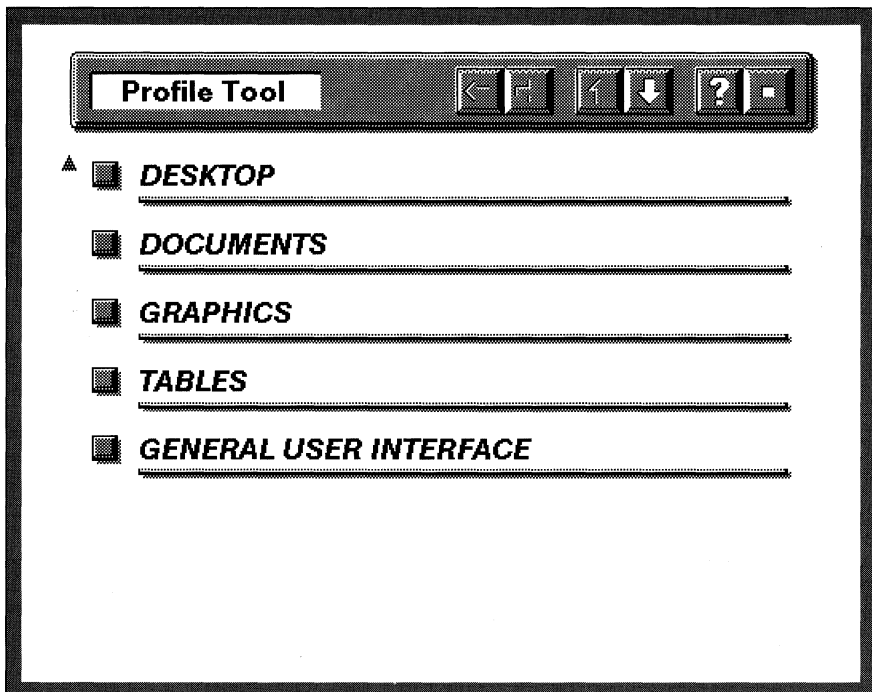 Profile Tool
?
DESKTOP
DOCUMENTS
GRAPHICS
TABLES
GENERAL USER INTERFACE